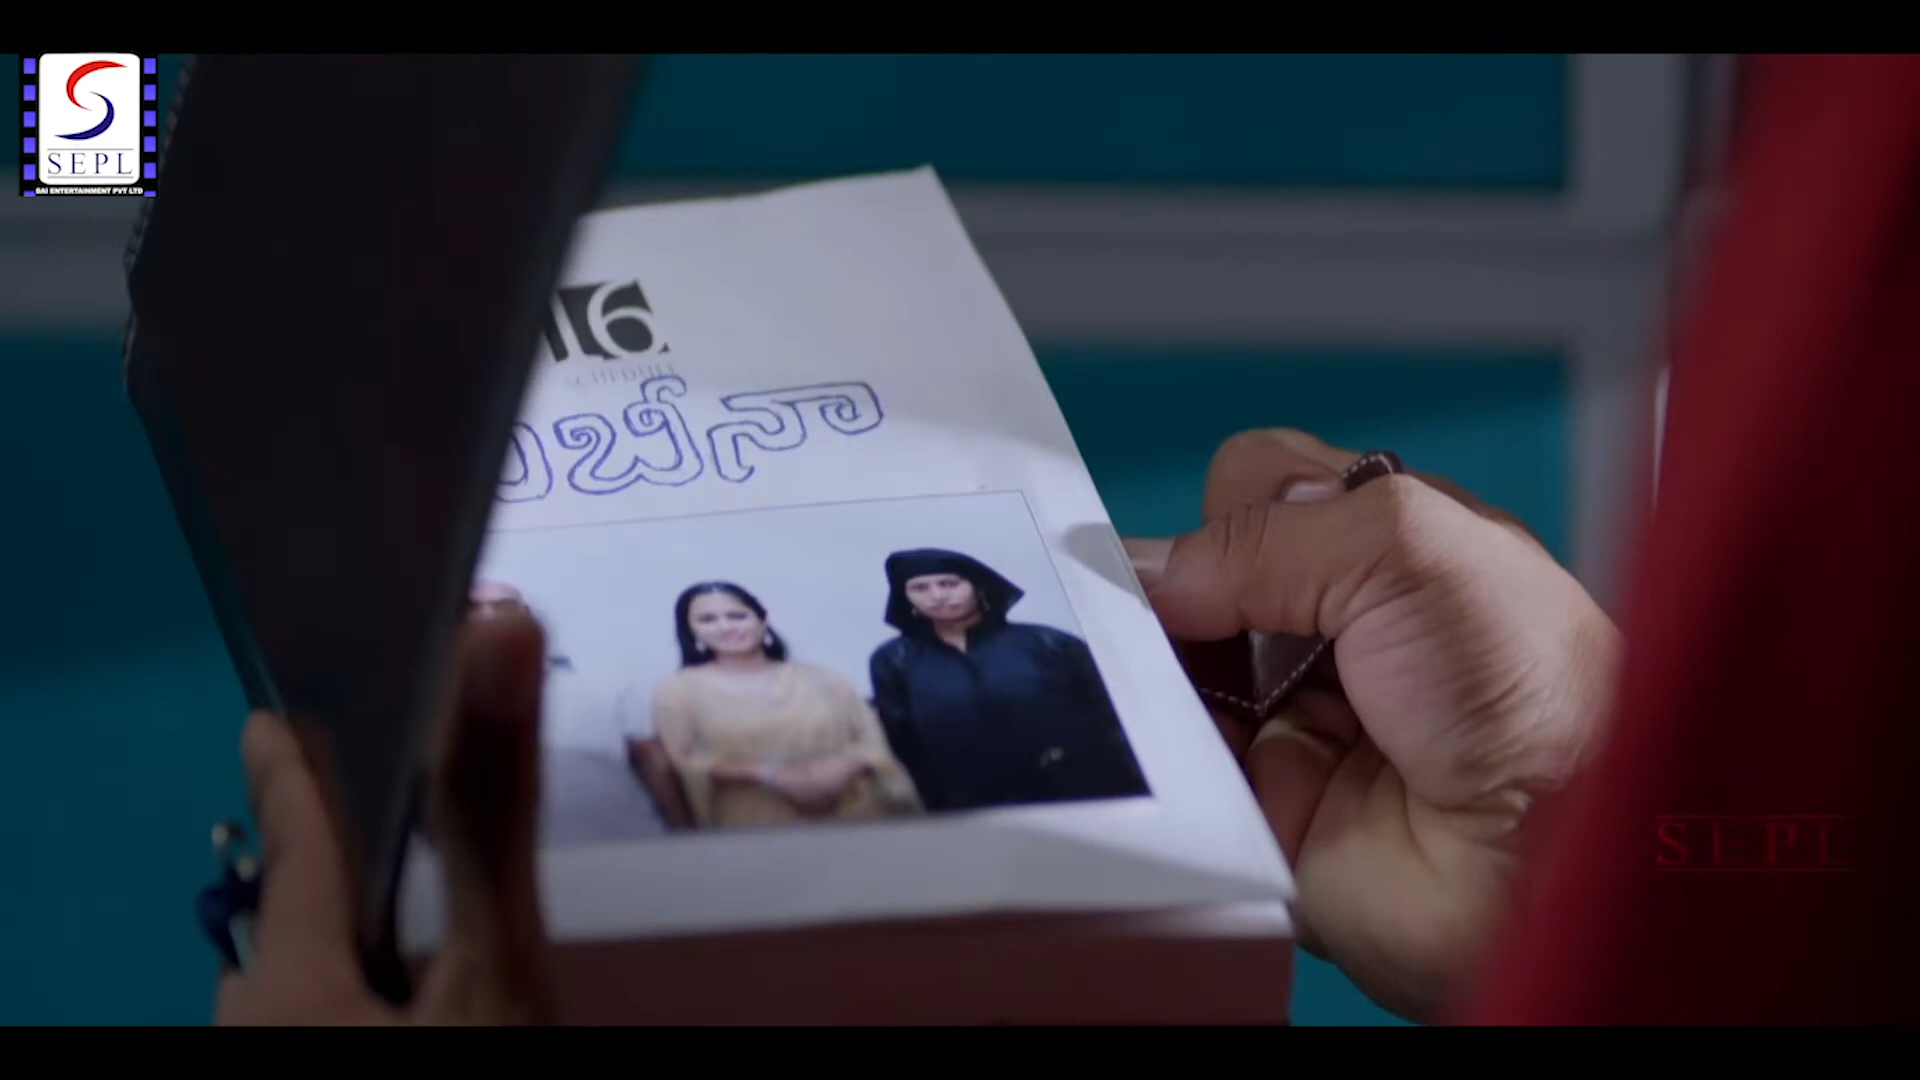 SEPL
SAI ENTERTAINMENT PVT LTD
16
SCHEDULE
బీనా
SEPL